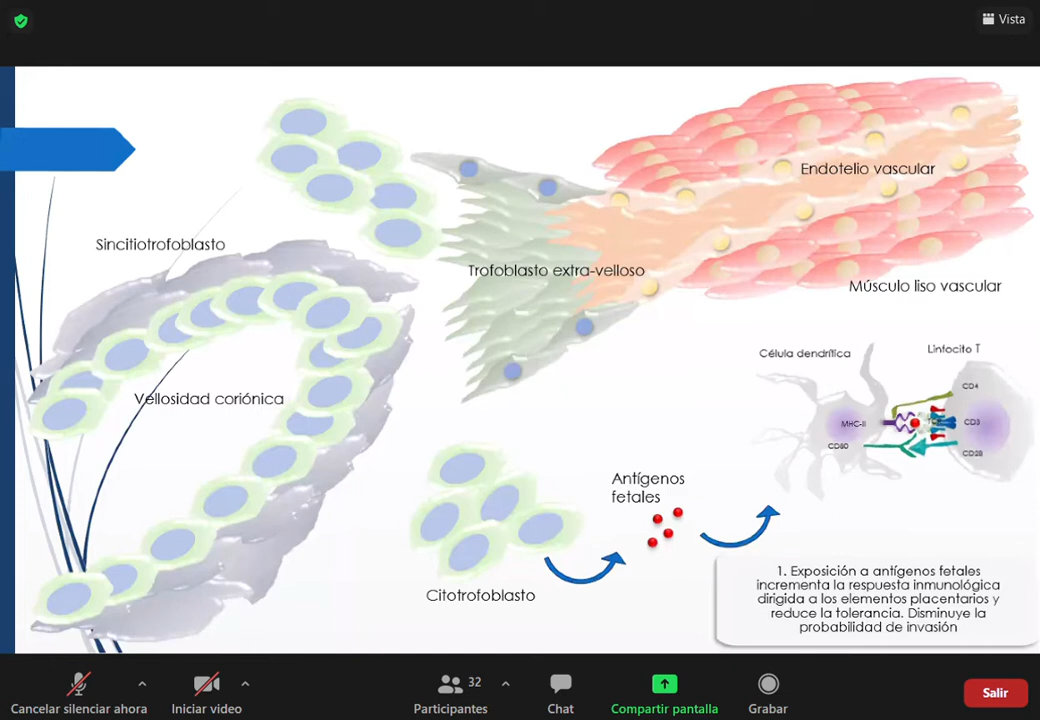 Vista
Endotelio vascular
Sincitiotrofoblasto
Trofoblasto extra-velloso
Músculo liso vascular
Célula dendrítica
Linfocito T
CD4
Vellosidad coriónica
MHC-II
CD3
CD80
CD28
Antígenos
fetales
1. Exposición a antígenos fetales
incrementa la respuesta inmunológica
dirigida a los elementos placentarios y
reduce la tolerancia. Disminuye la
probabilidad de invasión
Citotrofoblasto
32
Cancelar silenciar ahora
Iniciar video
Participantes
Chat
Compartir pantalla
Grabar
Salir